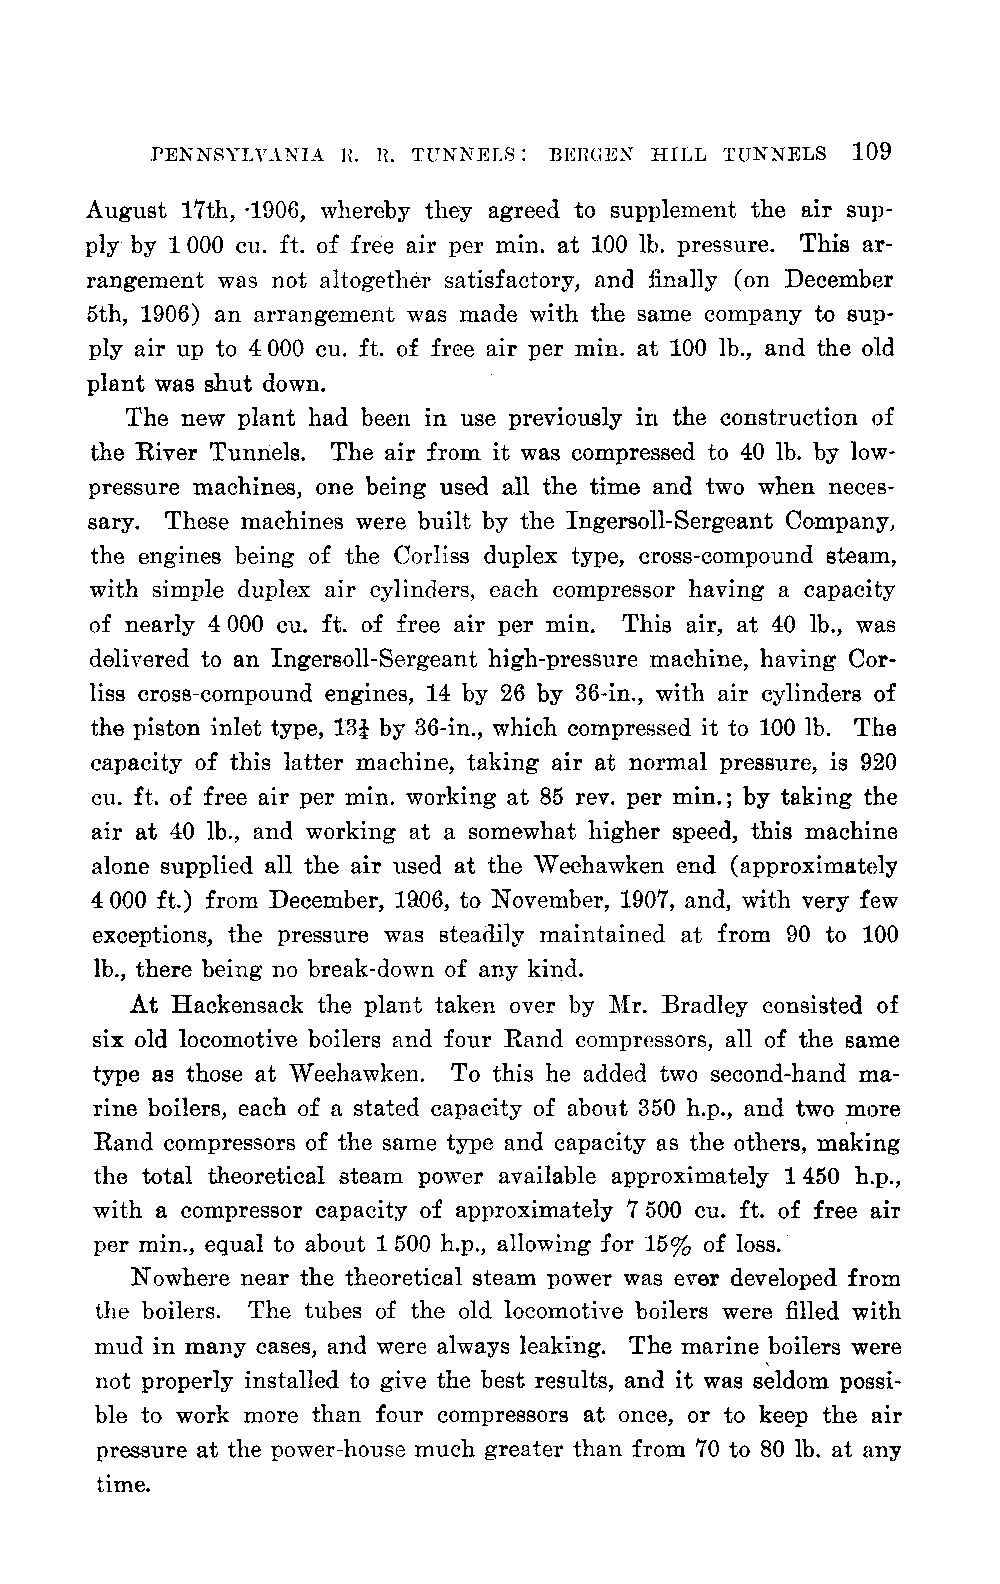 PENNSYLVANIA R. R. TUNNELS: BERGEN HILL TUNNELS 109
August 17th, 1906, whereby they agreed to supplement the air sup-
ply by 1 000 cu. ft. of free air per min. at 100 lb. pressure. This ar-
rangement was not altogether satisfactory, and finally (on December
5th, 1906) an arrangement was made with the same company to sup-
ply air up to 4 000 cu. ft. of free air per min. at 100 lb., and the old
plant was shut down.
The new plant had been in use previously in the construction of
the River Tunnels. The air from it was compressed to 40 lb. by low-
pressure machines, one being used all the time and two when neces-
sary. These machines were built by the Ingersoll-Sergeant Company,
the engines being of the Corliss duplex type, cross-compound steam,
with simple duplex air cylinders, each compressor having a capacity
of nearly 4 000 cu. ft. of free air per min. This air, at 40 lb., was
delivered to an Ingersoll-Sergeant high-pressure machine, having Cor-
liss cross-compound engines, 14 by 26 by 36-in., with air cylinders of
the piston inlet type, 13¼ by 36-in., which compressed it to 100 lb. The
capacity of this latter machine, taking air at normal pressure, is 920
cu. ft. of free air per min. working at 85 rev. per min.; by taking the
air at 40 lb., and working at a somewhat higher speed, this machine
alone supplied all the air used at the Weehawken end (approximately
4 000 ft.) from December, 1906, to November, 1907, and, with very few
exceptions, the pressure was steadily maintained at from 90 to 100
lb., there being no break-down of any kind.
At Hackensack the plant taken over by Mr. Bradley consisted of
six old locomotive boilers and four Rand compressors, all of the same
type as those at Weehawken. To this he added two second-hand ma-
rine boilers, each of a stated capacity of about 350 h.p., and two more
Rand compressors of the same type and capacity as the others, making
the total theoretical steam power available approximately 1 450 h.p.,
with a compressor capacity of approximately 7 500 cu. ft. of free air
per min., equal to about 1 500 h.p., allowing for 15% of loss.
Nowhere near the theoretical steam power was ever developed from
the boilers. The tubes of the old locomotive boilers were filled with
mud in many cases, and were always leaking. The marine boilers were
not properly installed to give the best results, and it was seldom possi-
ble to work more than four compressors at once, or to keep the air
pressure at the power-house much greater than from 70 to 80 lb. at any
time.